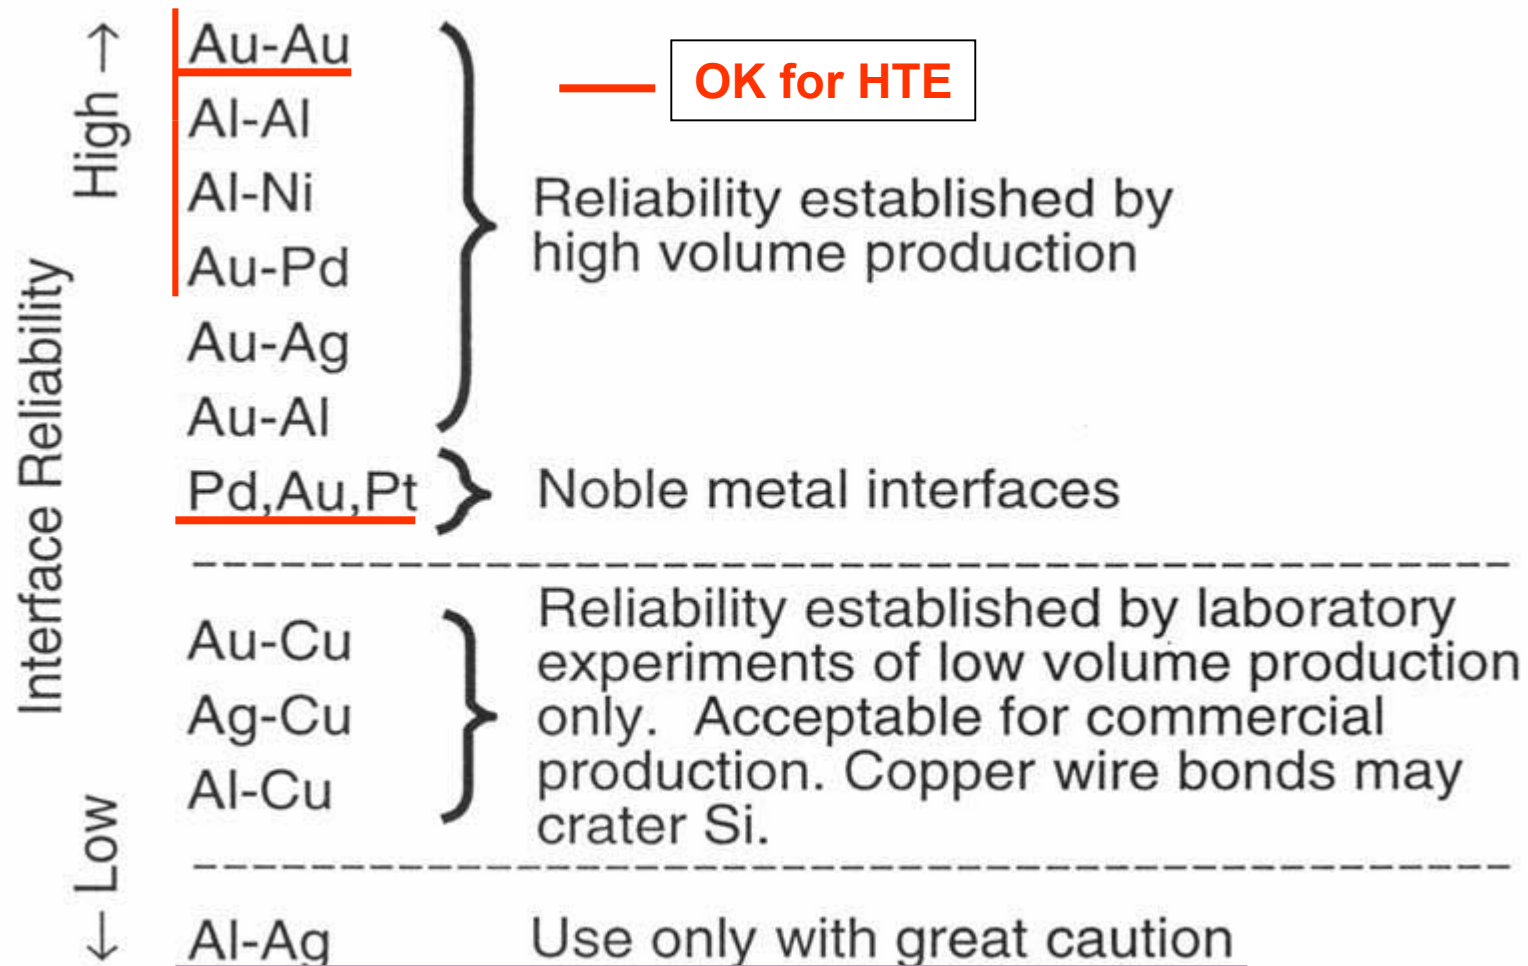 Interface Reliability
High →
← Low
Au-Au
Al-Al
Al-Ni
Au-Pd
Au-Ag
Au-Al
OK for HTE
Reliability established by
high volume production
Pd,Au,Pt
Noble metal interfaces
Au-Cu
Ag-Cu
Al-Cu
Reliability established by laboratory
experiments of low volume production
only. Acceptable for commercial
production. Copper wire bonds may
crater Si.
Al-Ag
Use only with great caution